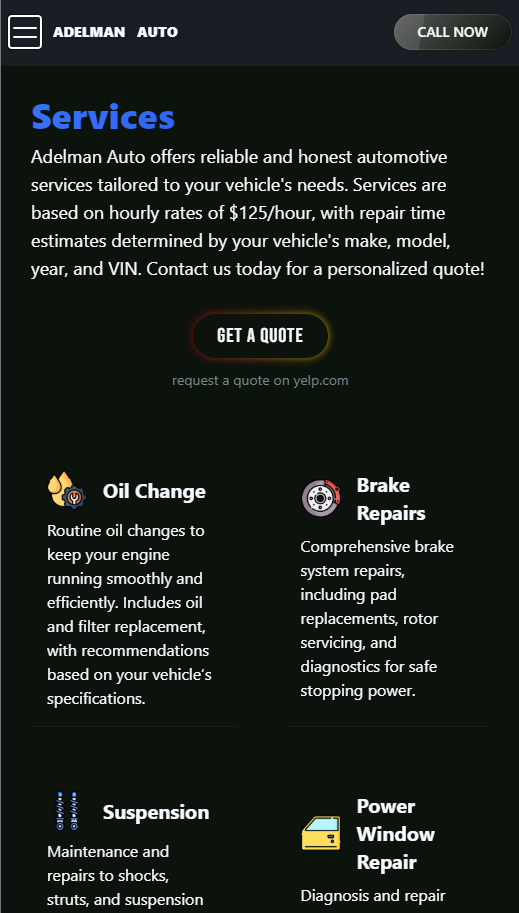 ADELMAN AUTO
CALL NOW
Services
Adelman Auto offers reliable and honest automotive
services tailored to your vehicle's needs. Services are
based on hourly rates of $125/hour, with repair time
estimates determined by your vehicle's make, model,
year, and VIN. Contact us today for a personalized quote!
GET A QUOTE
request a quote on yelp.com
Oil Change
Routine oil changes to
keep your engine
running smoothly and
efficiently. Includes oil
and filter replacement,
with recommendations
based on your vehicle’s
specifications.
Brake
Repairs
Comprehensive brake
system repairs,
including pad
replacements, rotor
servicing, and
diagnostics for safe
stopping power.
Suspension
Maintenance and
repairs to shocks,
struts, and suspension
Power
Window
Repair
Diagnosis and repair